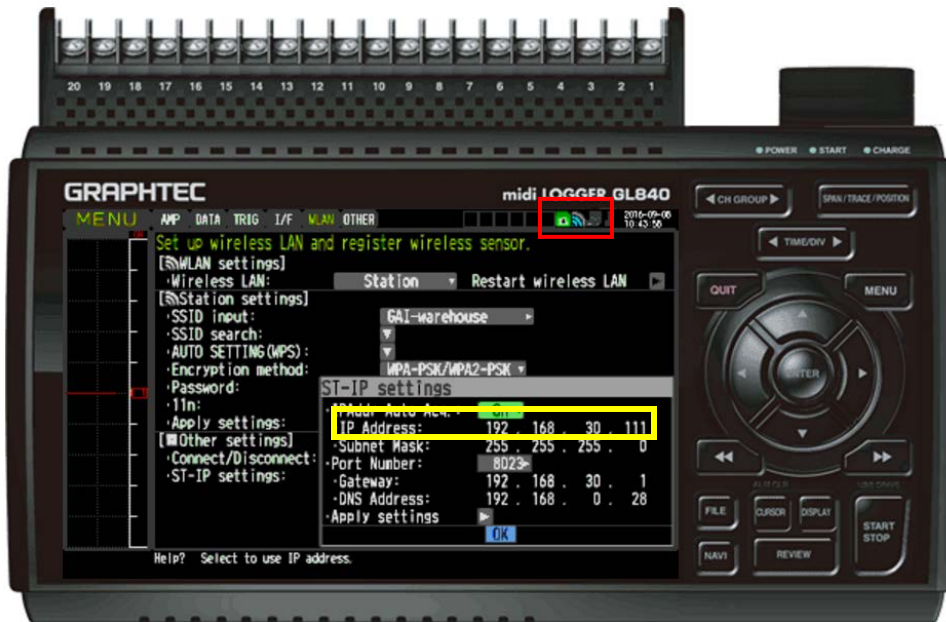 20 19 18 17 16 15 14 13 12 11 10 9 8 7 6 5 4 3 2 1
POWER START CHARGE
GRAPHTEC
midi LOGGER GL840
CH GROUP
SPAN/TRACE/POSITION
MENU AMP DATA TRIG I/F WLAN OTHER
2016-09-06
10:43:56
TIME/DIV
Set up wireless LAN and register wireless sensor.
[WLAN settings]
·Wireless LAN: Station Restart wireless LAN
QUIT
MENU
[Station settings]
·SSID input: GAI-warehouse
·SSID search:
·AUTO SETTING(WPS):
·Encryption method: WPA-PSK/WPA2-PSK
·Password:
·11n:
·Apply settings:
[Other settings]
·Connect/Disconnect:
·ST-IP settings:
ST-IP settings
·IPAddr Auto Acq.: On
·IP Address: 192 . 168 . 30 . 111
·Subnet Mask: 255 . 255 . 255 . 0
·Port Number: 8023
·Gateway: 192 . 168 . 30 . 1
·DNS Address: 192 . 168 . 0 . 28
·Apply settings
OK
Help? Select to use IP address.
ENTER
FILE
CURSOR
DISPLAY
START
STOP
NAVI
REVIEW